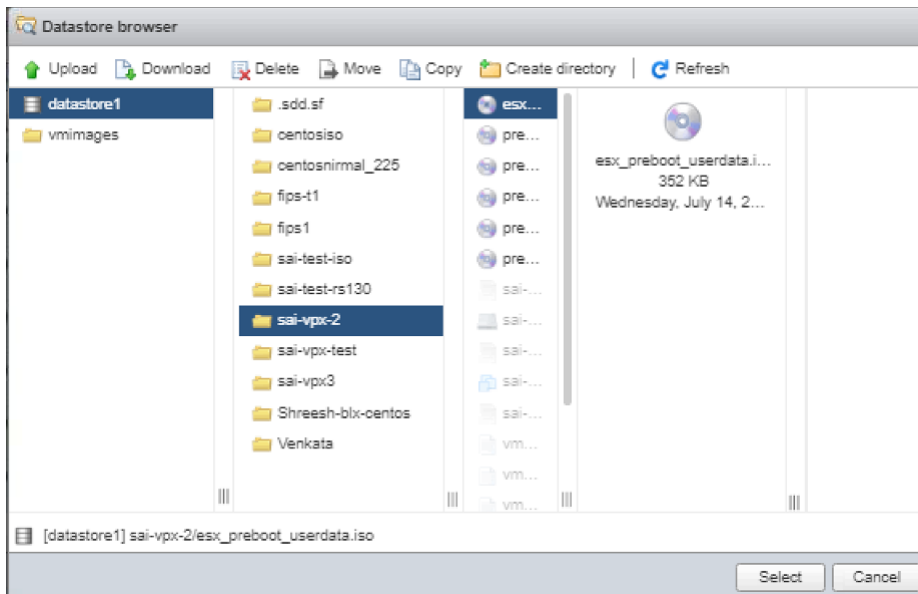 Datastore browser
Upload Download Delete Move Copy Create directory Refresh
datastore1
vmimages
.sdd.sf
centosiso
centosnirmal_225
fips-t1
fips1
sai-test-iso
sai-test-rs130
sai-vpx-2
sai-vpx-test
sai-vpx3
Shreesh-blx-centos
Venkata
esx...
pre...
pre...
pre...
pre...
pre...
sai-...
sai-...
sai-...
sai-...
sai-...
vm...
vm...
vm...
esx_preboot_userdata.i...
352 KB
Wednesday, July 14, 2...
[datastore1] sai-vpx-2/esx_preboot_userdata.iso
Select Cancel